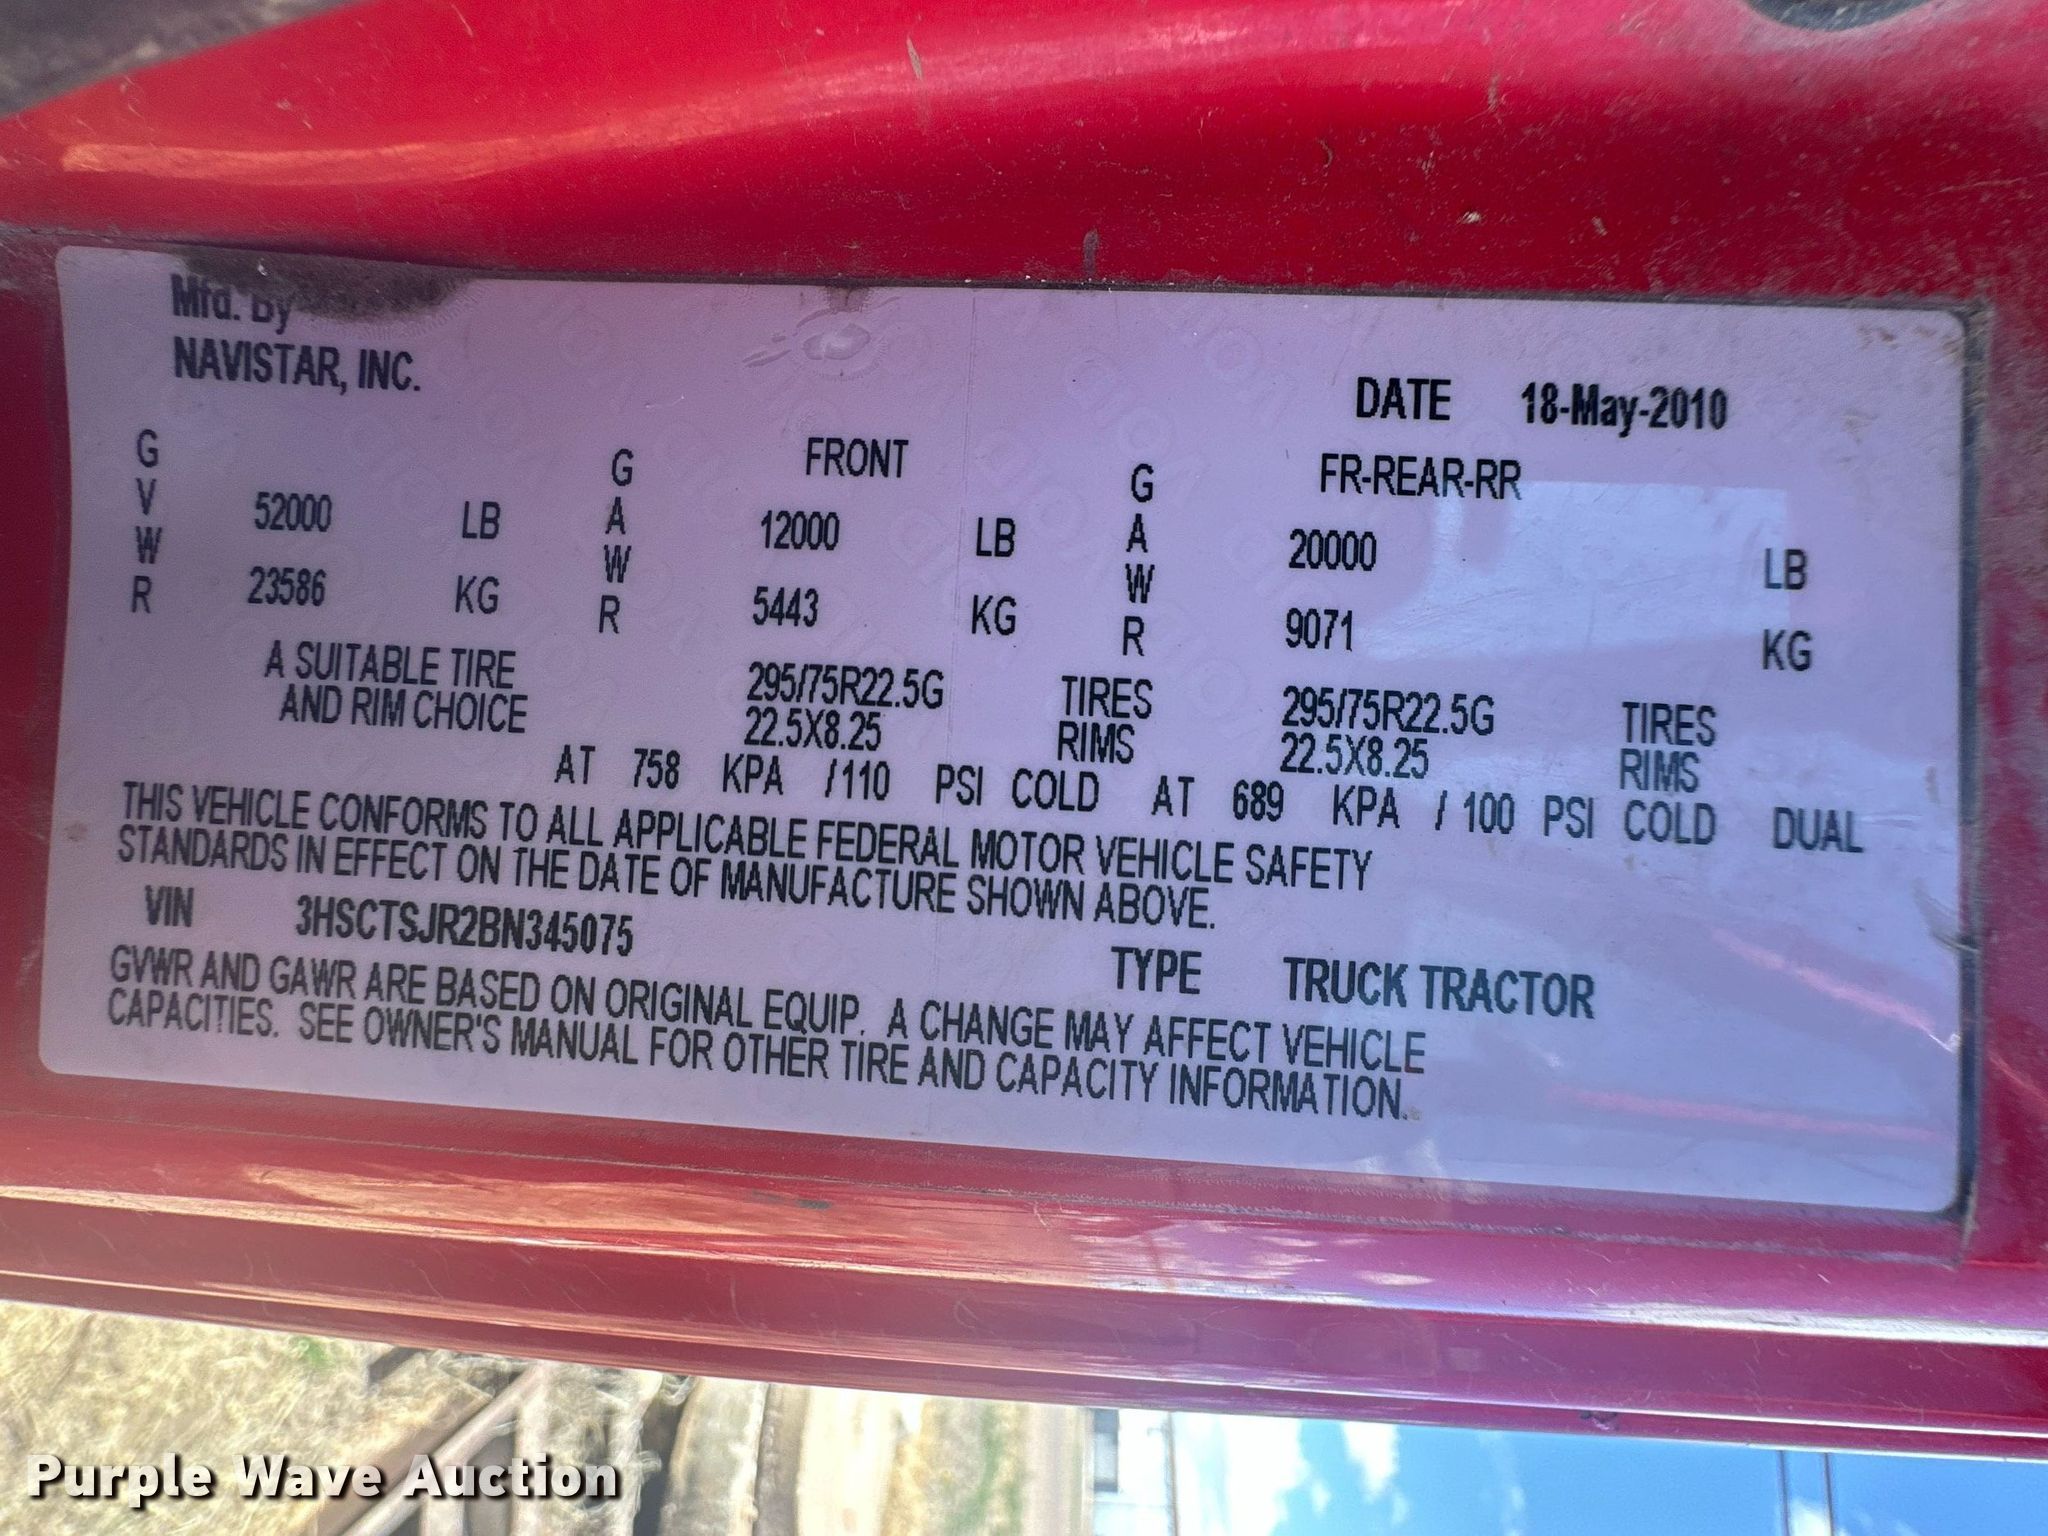 Mfd. By
NAVISTAR, INC.
DATE 18-May-2010
GVWR 52000 LB 23586 KG
GAWR FRONT 12000 LB 5443 KG
GAWR FR-REAR-RR 20000 LB 9071 KG
A SUITABLE TIRE 295/75R22.5G TIRES 295/75R22.5G TIRES
AND RIM CHOICE 22.5X8.25 RIMS 22.5X8.25 RIMS
AT 758 KPA /110 PSI COLD AT 689 KPA / 100 PSI COLD DUAL
THIS VEHICLE CONFORMS TO ALL APPLICABLE FEDERAL MOTOR VEHICLE SAFETY
STANDARDS IN EFFECT ON THE DATE OF MANUFACTURE SHOWN ABOVE.
VIN 3HSCTSJR2BN345075 TYPE TRUCK TRACTOR
GVWR AND GAWR ARE BASED ON ORIGINAL EQUIP. A CHANGE MAY AFFECT VEHICLE
CAPACITIES. SEE OWNER'S MANUAL FOR OTHER TIRE AND CAPACITY INFORMATION.
Purple Wave Auction